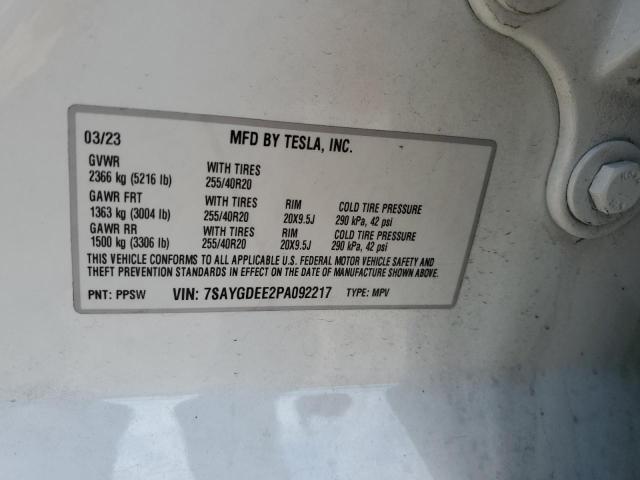 03/23 MFD BY TESLA, INC.
GVWR WITH TIRES
2366 kg (5216 lb) 255/40R20
GAWR FRT WITH TIRES RIM COLD TIRE PRESSURE
1363 kg (3004 lb) 255/40R20 20X9.5J 290 kPa, 42 psi
GAWR RR WITH TIRES RIM COLD TIRE PRESSURE
1500 kg (3306 lb) 255/40R20 20X9.5J 290 kPa, 42 psi
THIS VEHICLE CONFORMS TO ALL APPLICABLE U.S. FEDERAL MOTOR VEHICLE SAFETY AND
THEFT PREVENTION STANDARDS IN EFFECT ON THE DATE OF MANUFACTURE SHOWN ABOVE.
PNT: PPSW VIN: 7SAYGDEE2PA092217 TYPE: MPV